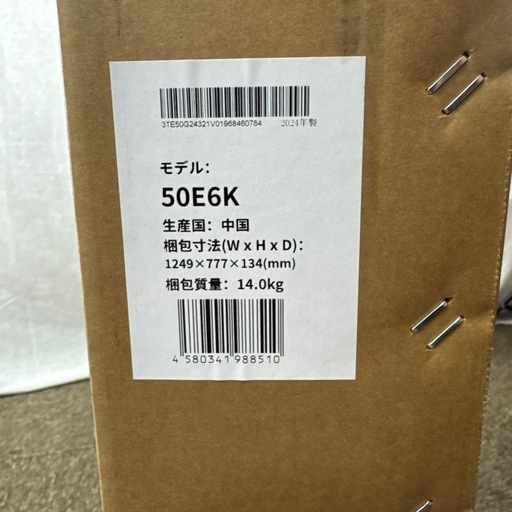 3TE50G24321V01968460784 2024年製
モデル：
50E6K
生産国：中国
梱包寸法(W x H x D)：
1249×777×134(mm)
梱包質量：14.0kg
4 580341 988510